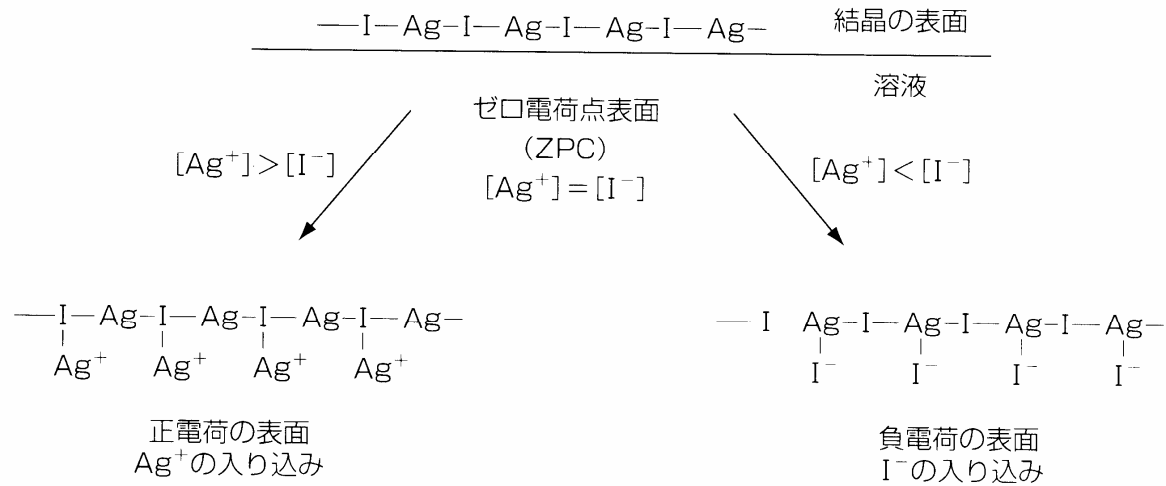 —I—Ag—I—Ag—I—Ag—I—Ag—
結晶の表面
溶液
ゼロ電荷点表面
(ZPC)
[Ag⁺]=[I⁻]
[Ag⁺]>[I⁻]
[Ag⁺]<[I⁻]
—I—Ag—I—Ag—I—Ag—I—Ag—
Ag⁺ Ag⁺ Ag⁺ Ag⁺
正電荷の表面
Ag⁺の入り込み
—I Ag—I—Ag—I—Ag—I—Ag—
I⁻ I⁻ I⁻ I⁻
負電荷の表面
I⁻の入り込み